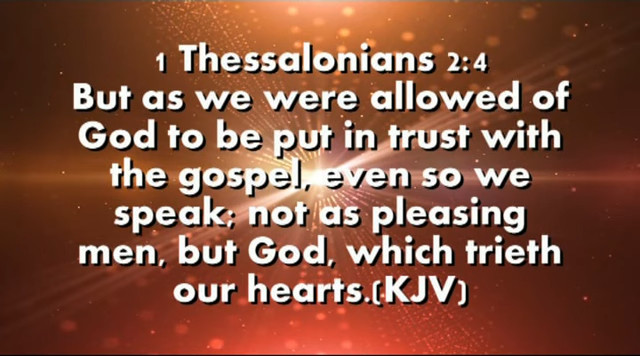 1 Thessalonians 2:4
But as we were allowed of
God to be put in trust with
the gospel, even so we
speak; not as pleasing
men, but God, which trieth
our hearts.(KJV)